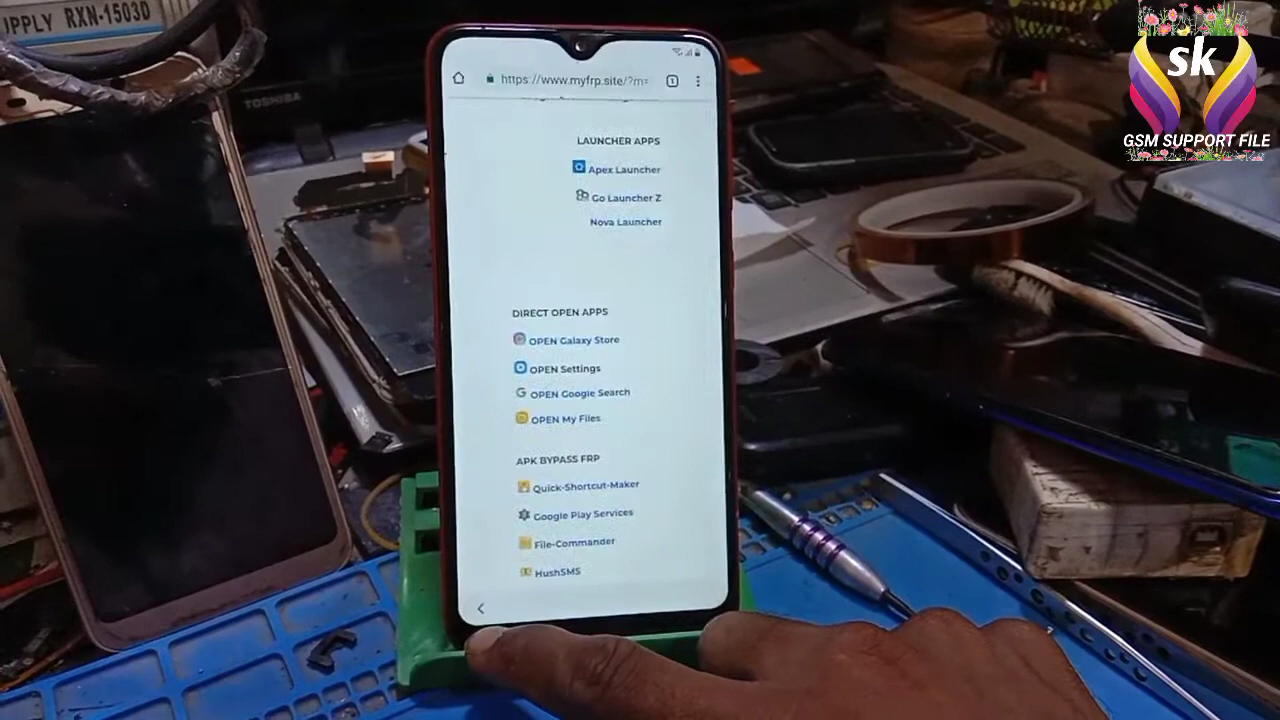 UPPLY RXN-1503D
TOSHIBA
sk
GSM SUPPORT FILE
https://www.myfrp.site/?m=
1
LAUNCHER APPS
Apex Launcher
Go Launcher Z
Nova Launcher
DIRECT OPEN APPS
OPEN Galaxy Store
OPEN Settings
G OPEN Google Search
OPEN My Files
APK BYPASS FRP
Quick-Shortcut-Maker
Google Play Services
File-Commander
HushSMS